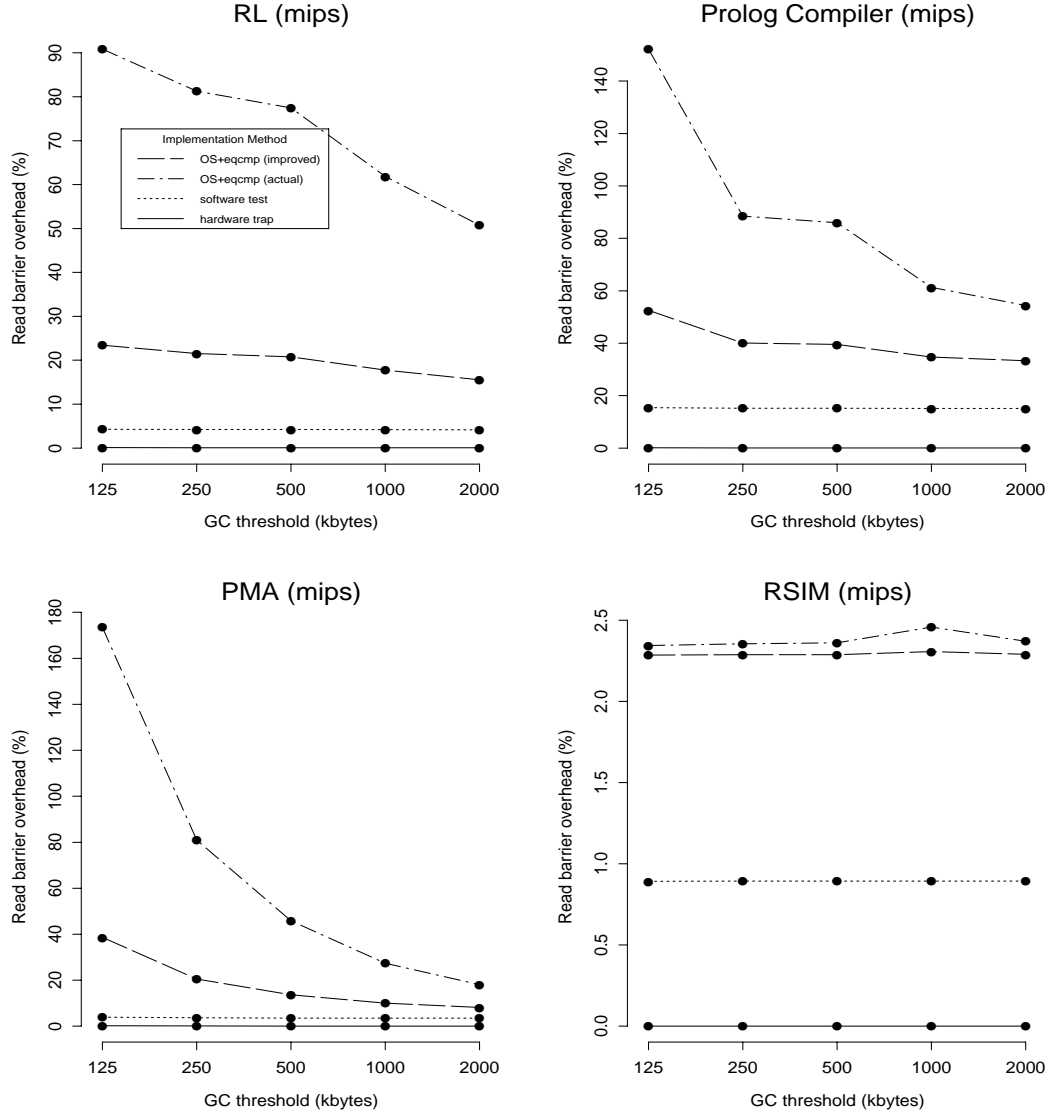 RL (mips)
Read barrier overhead (%)
0 10 20 30 40 50 60 70 80 90
Implementation Method
OS+eqcmp (improved)
OS+eqcmp (actual)
software test
hardware trap
125 250 500 1000 2000
GC threshold (kbytes)
Prolog Compiler (mips)
Read barrier overhead (%)
0 20 40 60 80 100 120 140
125 250 500 1000 2000
GC threshold (kbytes)
PMA (mips)
Read barrier overhead (%)
0 20 40 60 80 100 120 140 160 180
125 250 500 1000 2000
GC threshold (kbytes)
RSIM (mips)
Read barrier overhead (%)
0.0 0.5 1.0 1.5 2.0 2.5
125 250 500 1000 2000
GC threshold (kbytes)